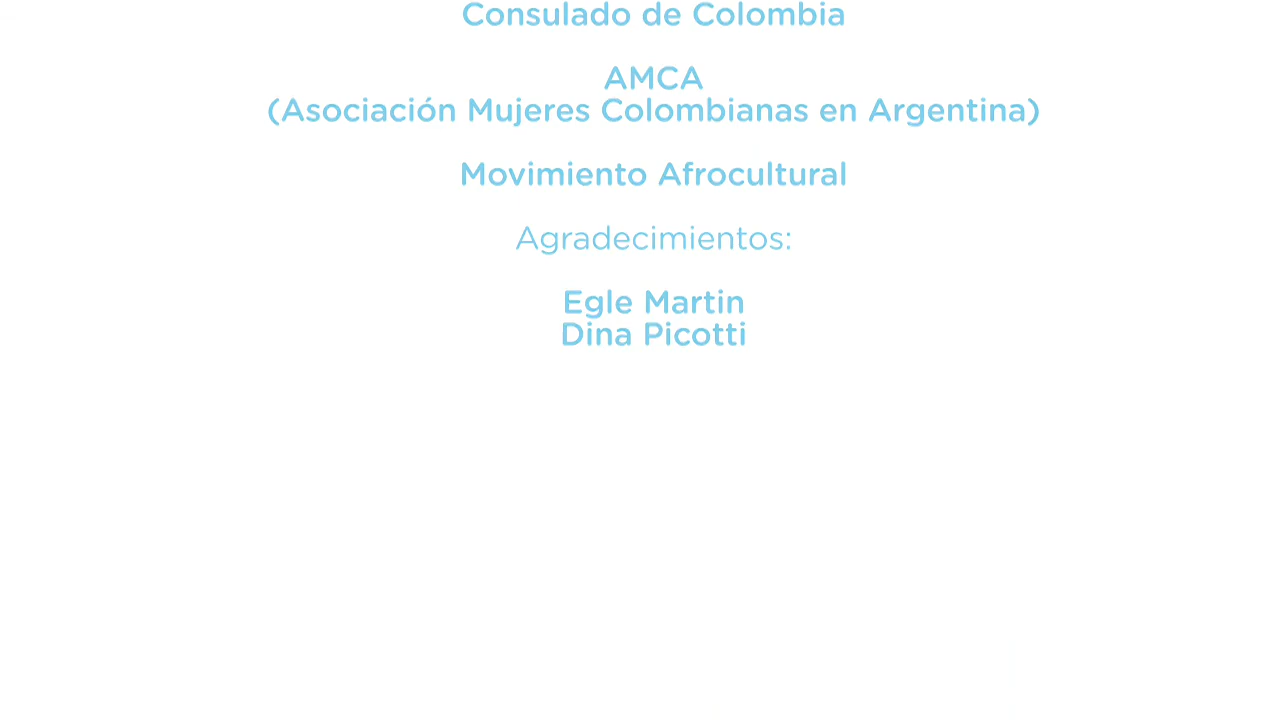 Consulado de Colombia
AMCA
(Asociación Mujeres Colombianas en Argentina)
Movimiento Afrocultural
Agradecimientos:
Egle Martin
Dina Picotti